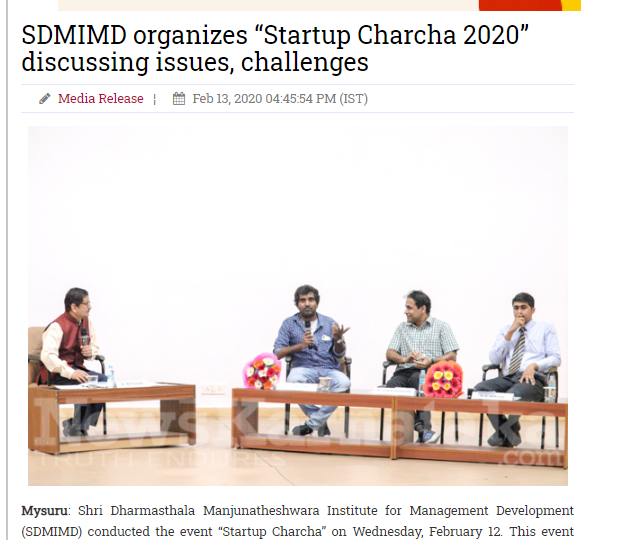 SDMIMD organizes “Startup Charcha 2020”
discussing issues, challenges
Media Release ¦ Feb 13, 2020 04:45:54 PM (IST)
NewsKarnataka
TRUTH ENDURES .com
Mysuru: Shri Dharmasthala Manjunatheshwara Institute for Management Development
(SDMIMD) conducted the event “Startup Charcha” on Wednesday, February 12. This event